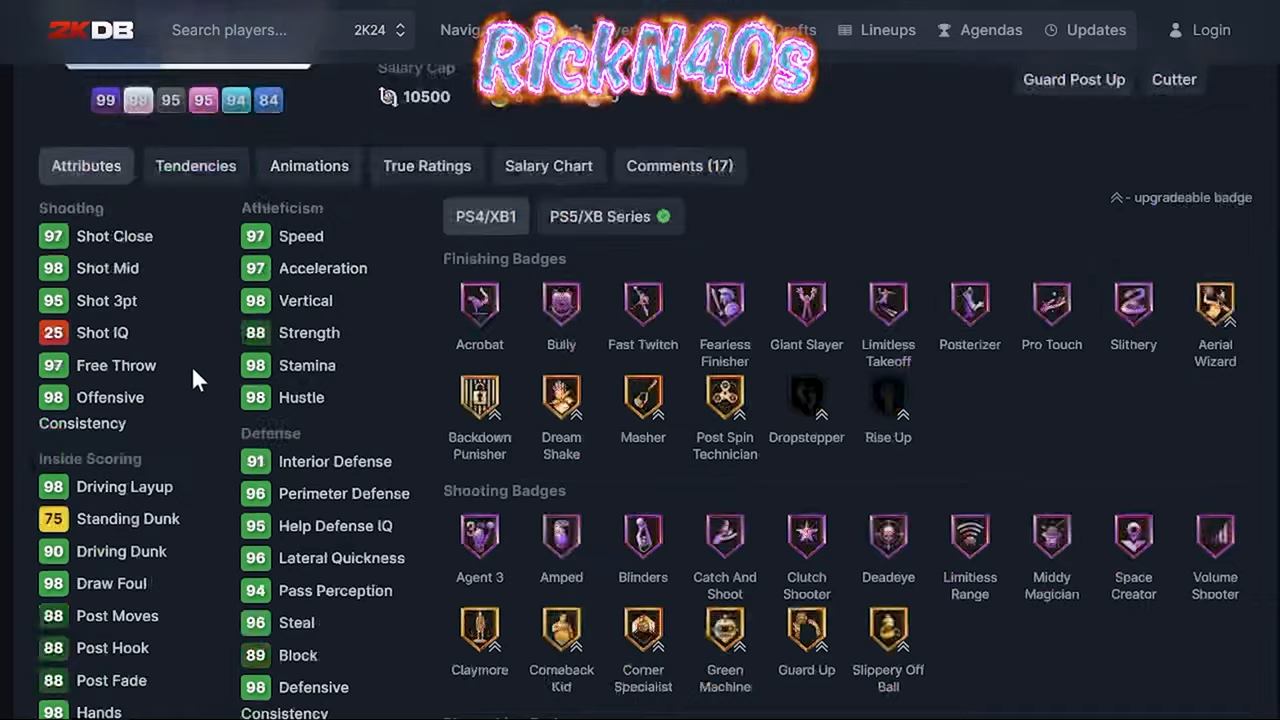 2KDB
Search players...
2K24
Lineups
Agendas
Updates
Login
RickN40s
Salary Cap
10500
Guard Post Up
Cutter
99
98
95
95
94
84
Attributes
Tendencies
Animations
True Ratings
Salary Chart
Comments (17)
- upgradeable badge
Shooting
97 Shot Close
98 Shot Mid
95 Shot 3pt
25 Shot IQ
97 Free Throw
98 Offensive
Consistency
Inside Scoring
98 Driving Layup
75 Standing Dunk
90 Driving Dunk
98 Draw Foul
88 Post Moves
88 Post Hook
88 Post Fade
98 Hands
Athleticism
97 Speed
97 Acceleration
98 Vertical
88 Strength
98 Stamina
98 Hustle
Defense
91 Interior Defense
96 Perimeter Defense
95 Help Defense IQ
96 Lateral Quickness
94 Pass Perception
96 Steal
89 Block
98 Defensive
Consistency
PS4/XB1
PS5/XB Series
Finishing Badges
Acrobat
Bully
Fast Twitch
Fearless
Finisher
Giant Slayer
Limitless
Takeoff
Posterizer
Pro Touch
Slithery
Aerial
Wizard
Backdown
Punisher
Dream
Shake
Masher
Post Spin
Technician
Dropstepper
Rise Up
Shooting Badges
Agent 3
Amped
Blinders
Catch And
Shoot
Clutch
Shooter
Deadeye
Limitless
Range
Middy
Magician
Space
Creator
Volume
Shooter
Claymore
Comeback
Kid
Corner
Specialist
Green
Machine
Guard Up
Slippery Off
Ball